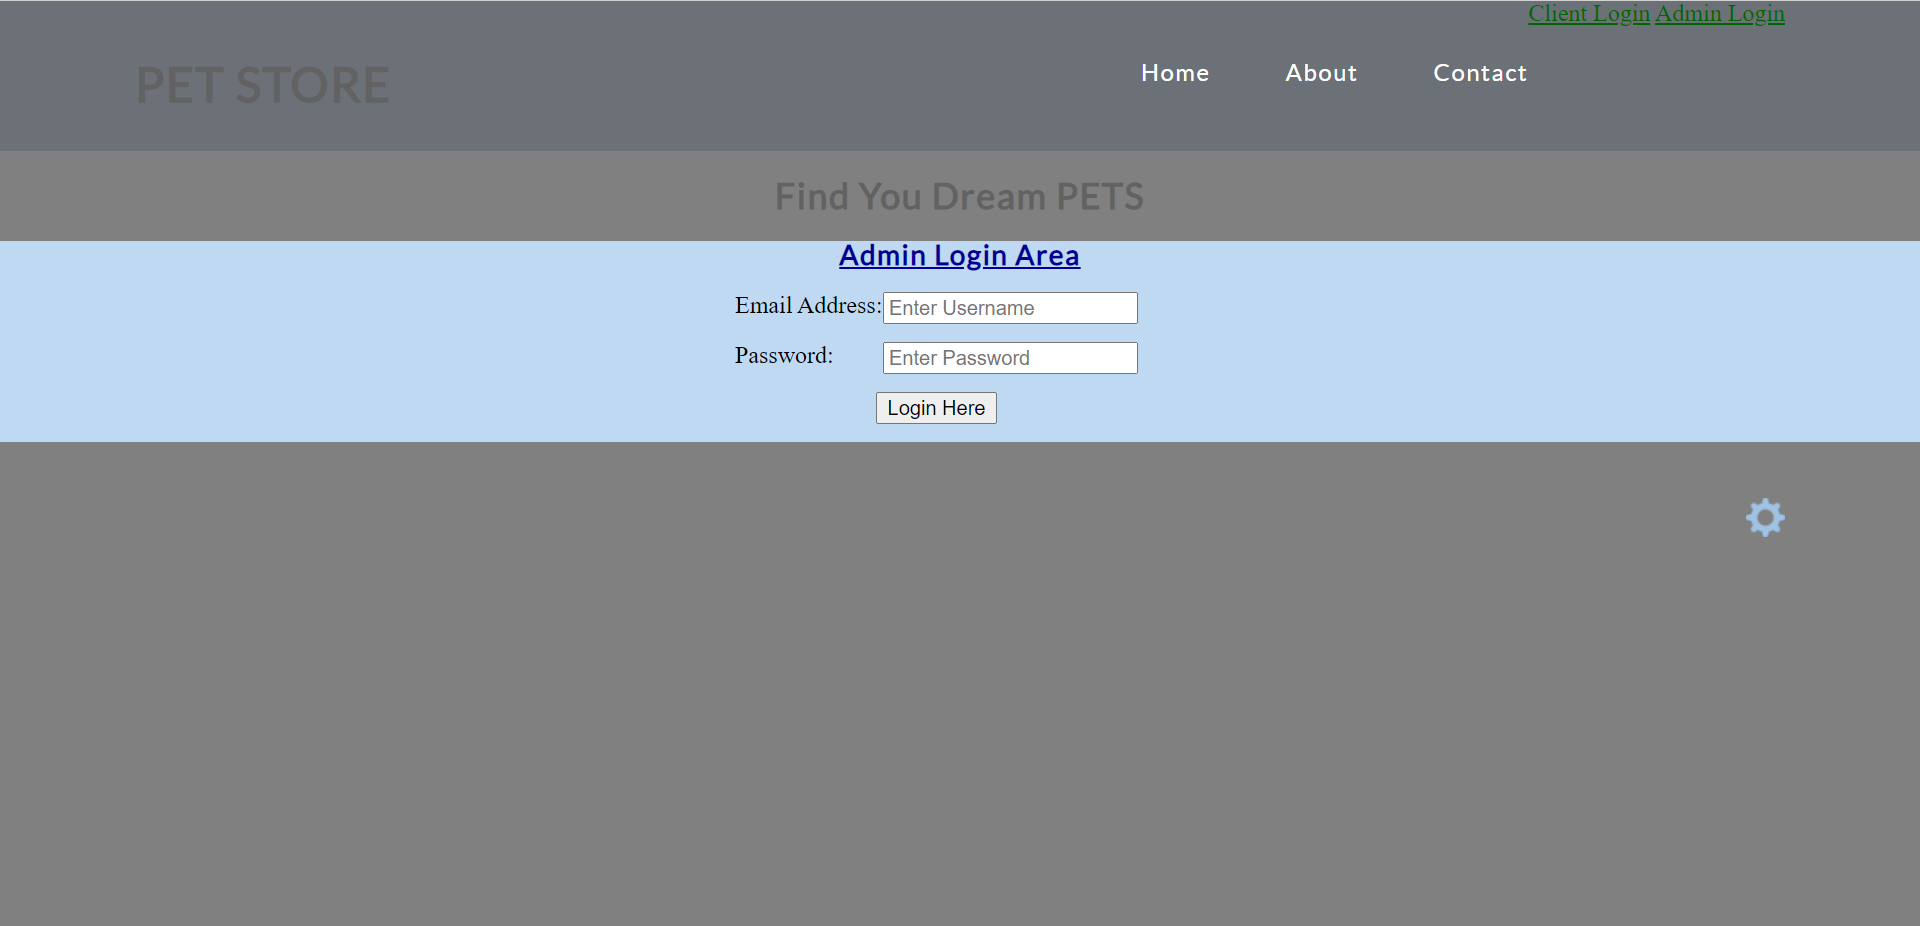 Client Login Admin Login
PET STORE
Home About Contact
Find You Dream PETS
Admin Login Area
Email Address: Enter Username
Password: Enter Password
Login Here